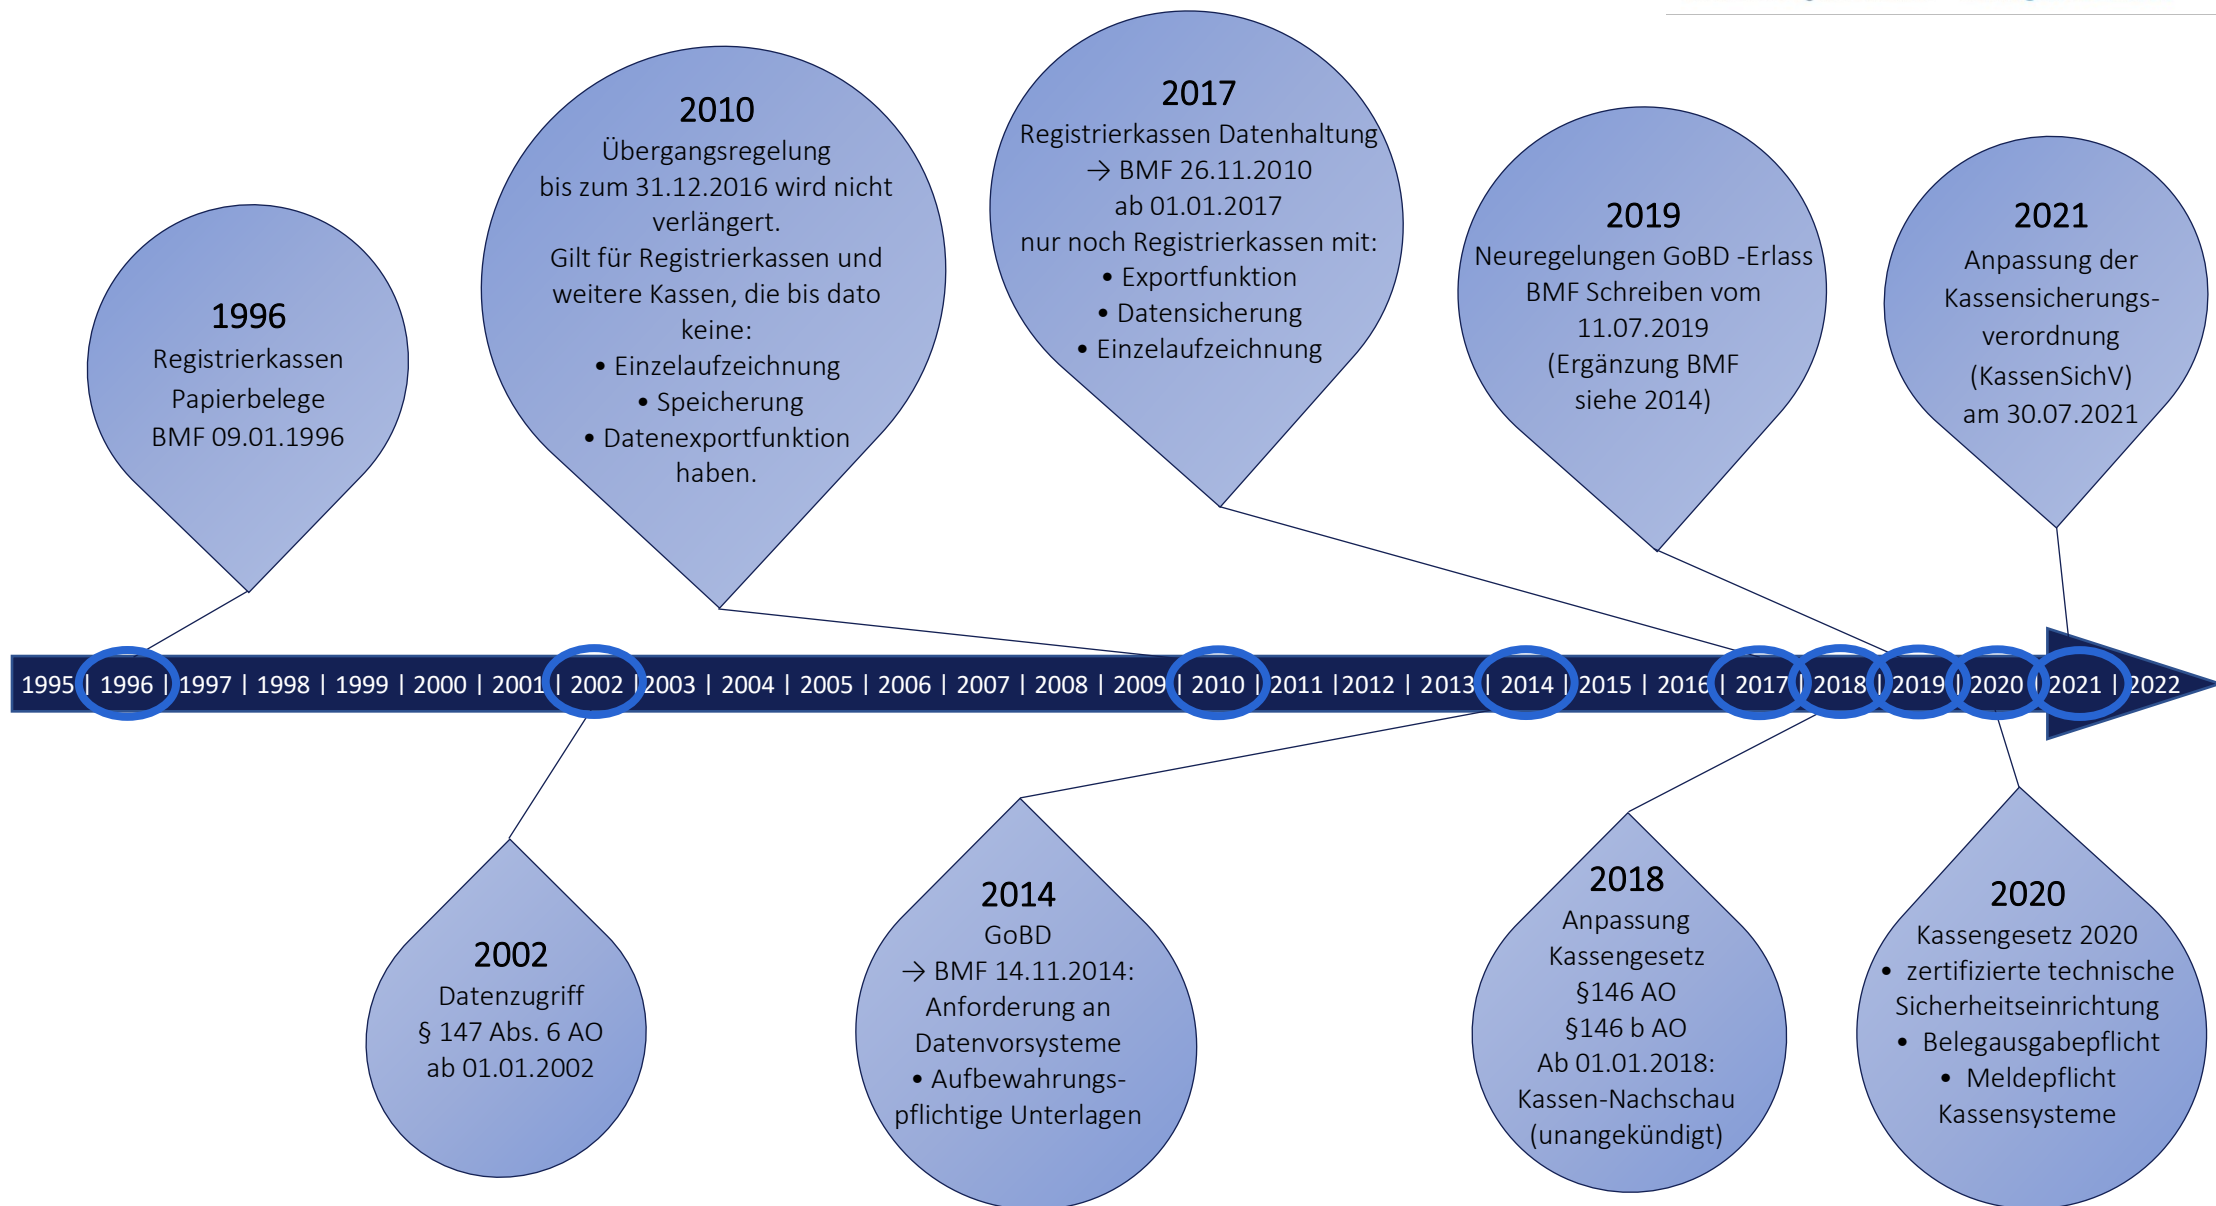 1996
Registrierkassen
Papierbelege
BMF 09.01.1996
2010
Übergangsregelung
bis zum 31.12.2016 wird nicht
verlängert.
Gilt für Registrierkassen und
weitere Kassen, die bis dato
keine:
• Einzelaufzeichnung
• Speicherung
• Datenexportfunktion
haben.
2017
Registrierkassen Datenhaltung
→ BMF 26.11.2010
ab 01.01.2017
nur noch Registrierkassen mit:
• Exportfunktion
• Datensicherung
• Einzelaufzeichnung
2019
Neuregelungen GoBD -Erlass
BMF Schreiben vom
11.07.2019
(Ergänzung BMF
siehe 2014)
2021
Anpassung der
Kassensicherungs-
verordnung
(KassenSichV)
am 30.07.2021
1995 | 1996 | 1997 | 1998 | 1999 | 2000 | 2001 | 2002 | 2003 | 2004 | 2005 | 2006 | 2007 | 2008 | 2009 | 2010 | 2011 | 2012 | 2013 | 2014 | 2015 | 2016 | 2017 | 2018 | 2019 | 2020 | 2021 | 2022
2002
Datenzugriff
§ 147 Abs. 6 AO
ab 01.01.2002
2014
GoBD
→ BMF 14.11.2014:
Anforderung an
Datenvorsysteme
• Aufbewahrungs-
pflichtige Unterlagen
2018
Anpassung
Kassengesetz
§146 AO
§146 b AO
Ab 01.01.2018:
Kassen-Nachschau
(unangekündigt)
2020
Kassengesetz 2020
• zertifizierte technische
Sicherheitseinrichtung
• Belegausgabepflicht
• Meldepflicht
Kassensysteme